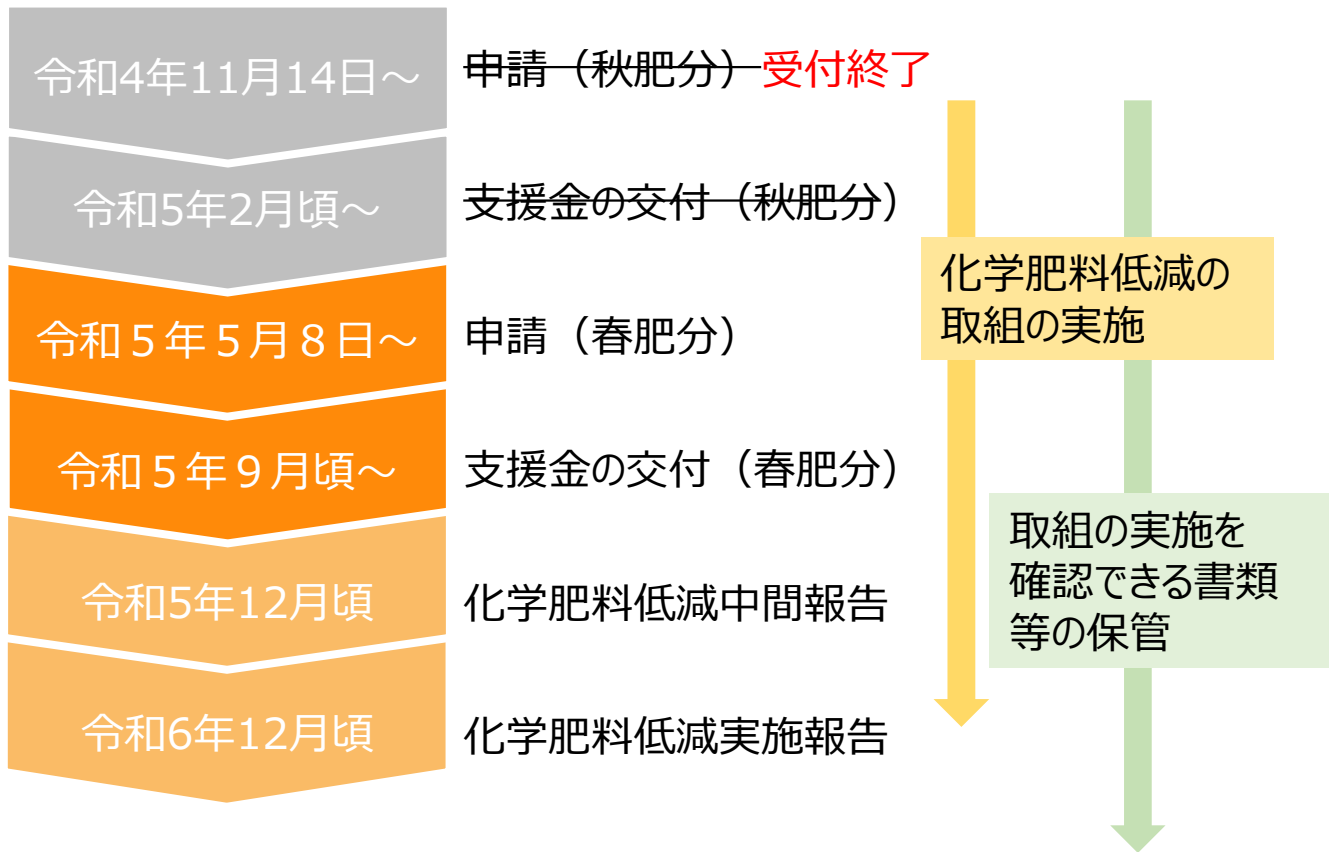 令和4年11月14日～
申請（秋肥分）受付終了
令和5年2月頃～
支援金の交付（秋肥分）
令和５年５月８日～
申請（春肥分）
令和５年９月頃～
支援金の交付（春肥分）
令和5年12月頃
化学肥料低減中間報告
令和6年12月頃
化学肥料低減実施報告
化学肥料低減の
取組の実施
取組の実施を
確認できる書類
等の保管